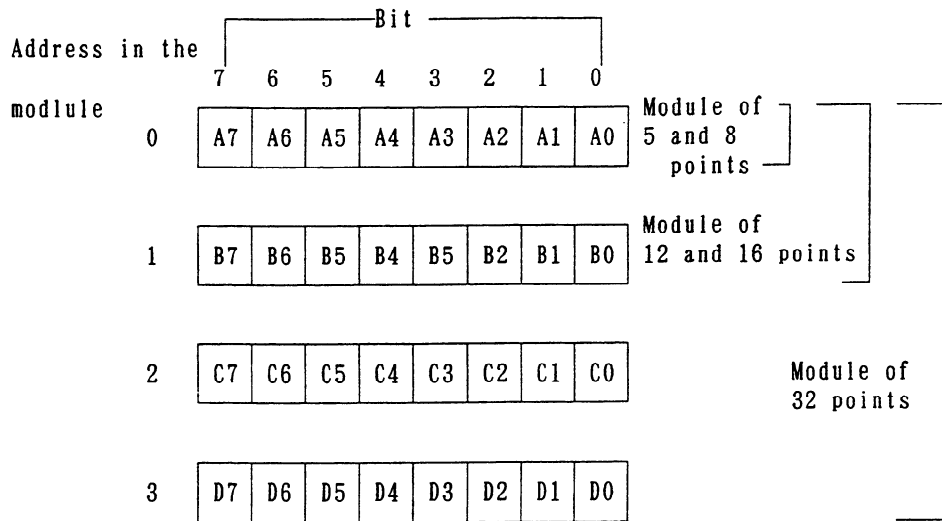 Bit
Address in the
7 6 5 4 3 2 1 0
modlule
0 A7 A6 A5 A4 A3 A2 A1 A0
Module of
5 and 8
points
1 B7 B6 B5 B4 B5 B2 B1 B0
Module of
12 and 16 points
2 C7 C6 C5 C4 C3 C2 C1 C0
Module of
32 points
3 D7 D6 D5 D4 D3 D2 D1 D0